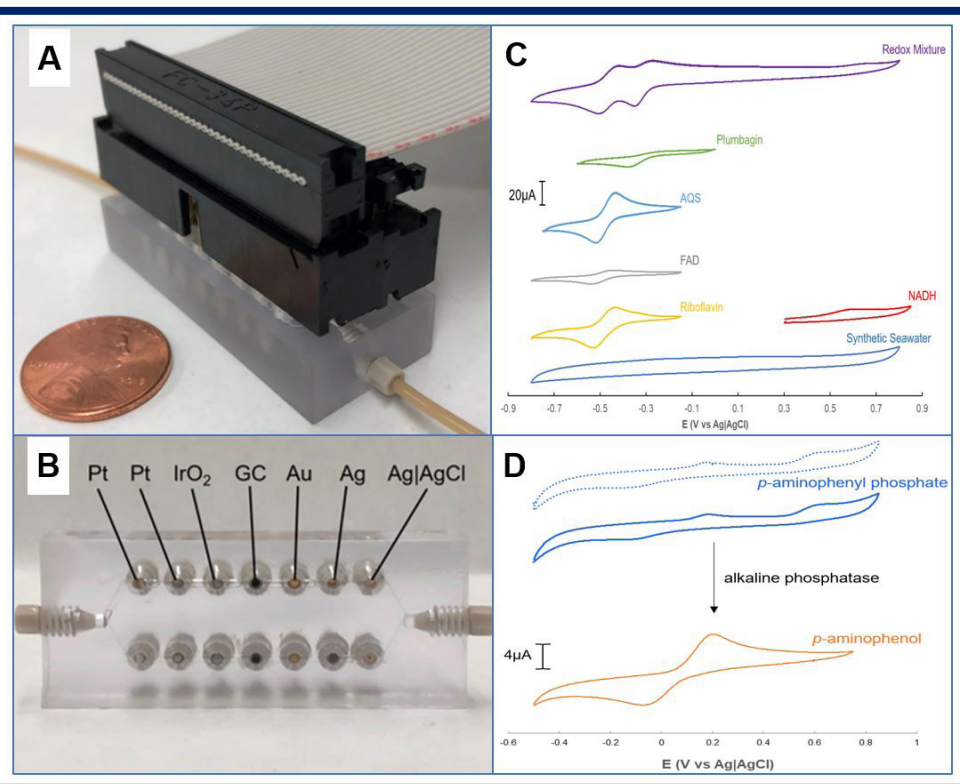 A
FC-34P
B
Pt Pt IrO₂ GC Au Ag Ag|AgCl
C
Redox Mixture
Plumbagin
20µA
AQS
FAD
Riboflavin
NADH
Synthetic Seawater
-0.9 -0.7 -0.5 -0.3 -0.1 0.1 0.3 0.5 0.7 0.9
E (V vs Ag|AgCl)
D
p-aminophenyl phosphate
alkaline phosphatase
4µA
p-aminophenol
-0.6 -0.4 -0.2 0 0.2 0.4 0.6 0.8 1
E (V vs Ag|AgCl)